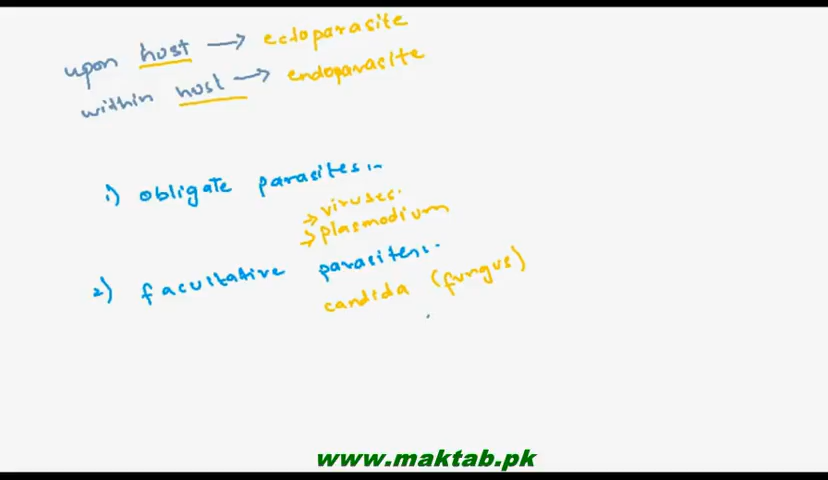 upon host → ectoparasite
within host → endoparasite
1) obligate parasites:-
→ viruses.
→ plasmodium
2) facultative parasites:-
candida (fungus)
www.maktab.pk